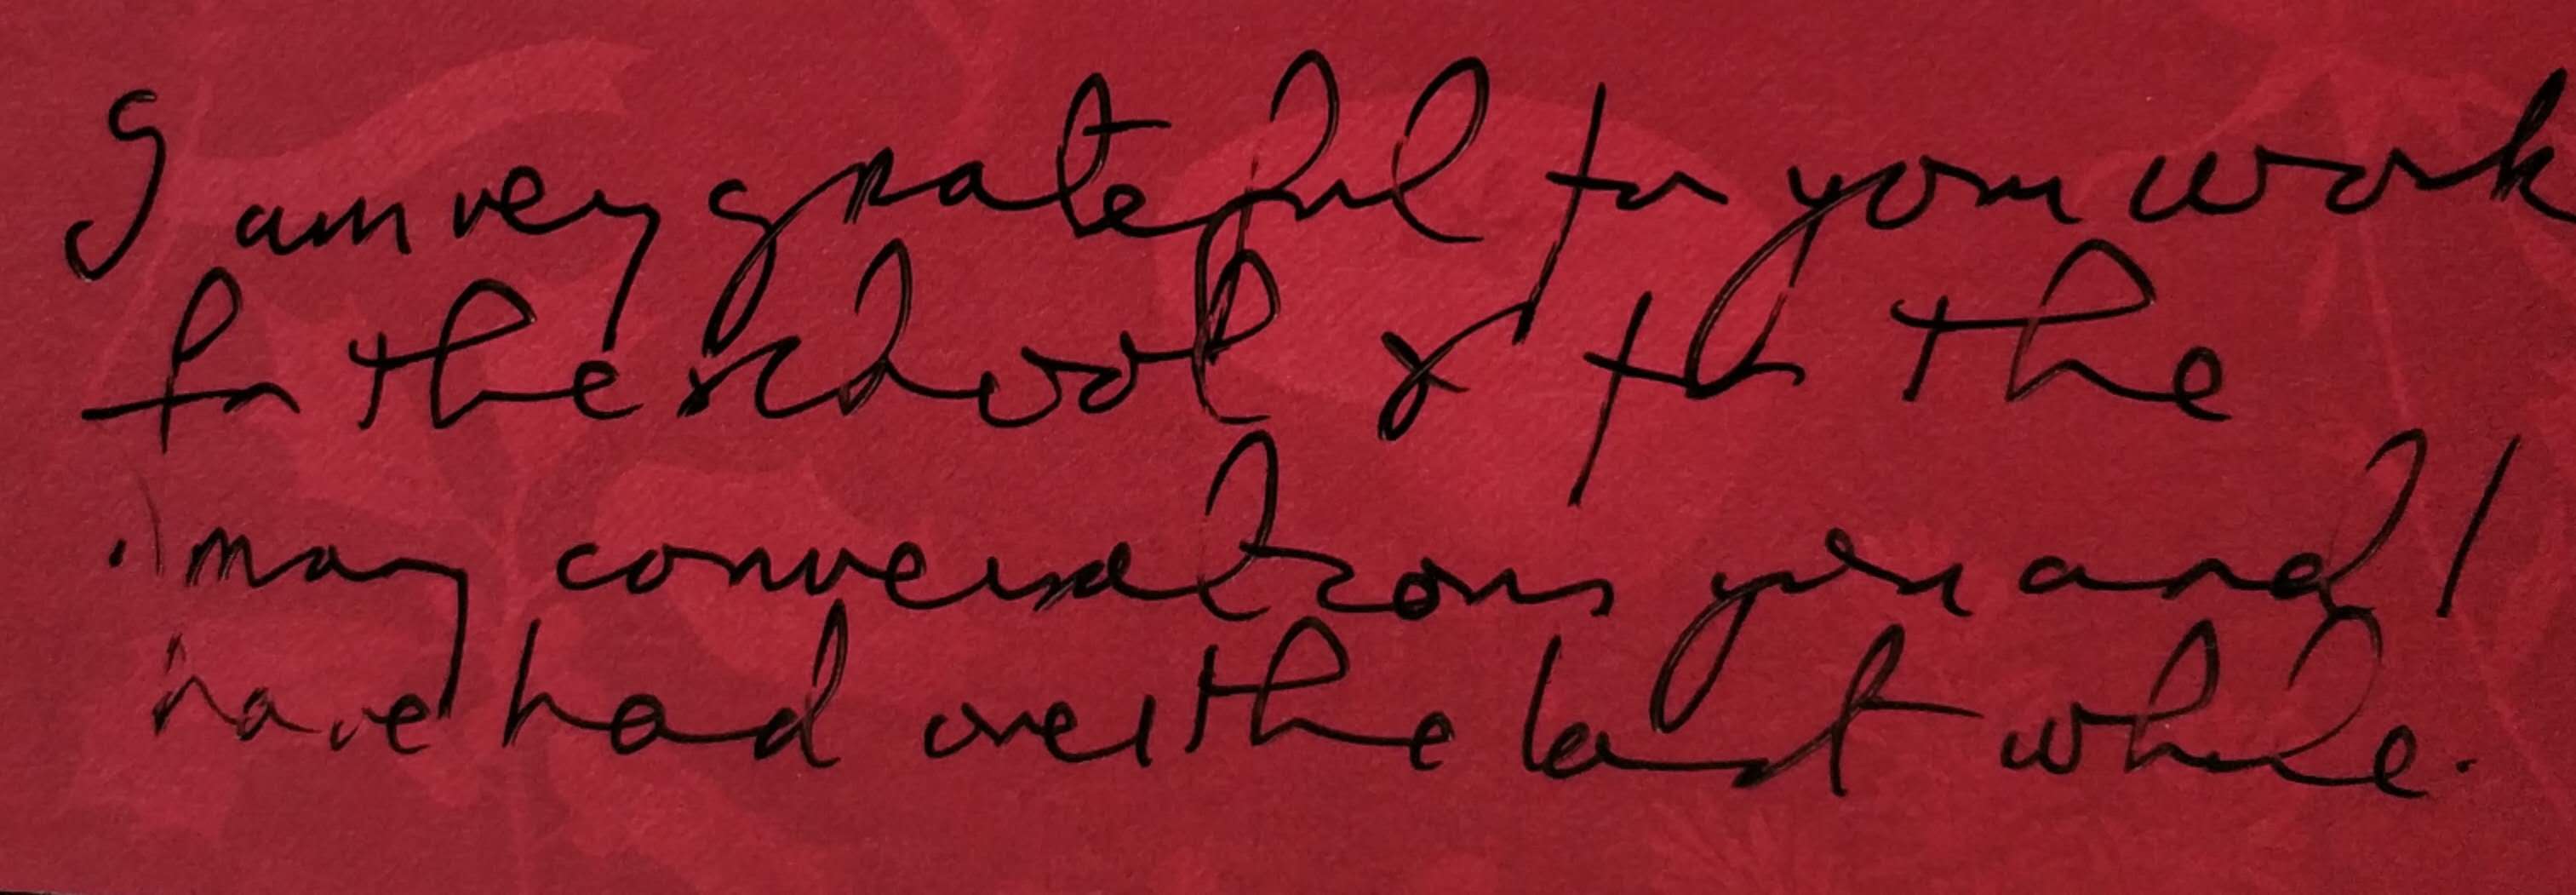 I am very grateful for your work
for the school & for the
many conversations you and I
have had over the last while.